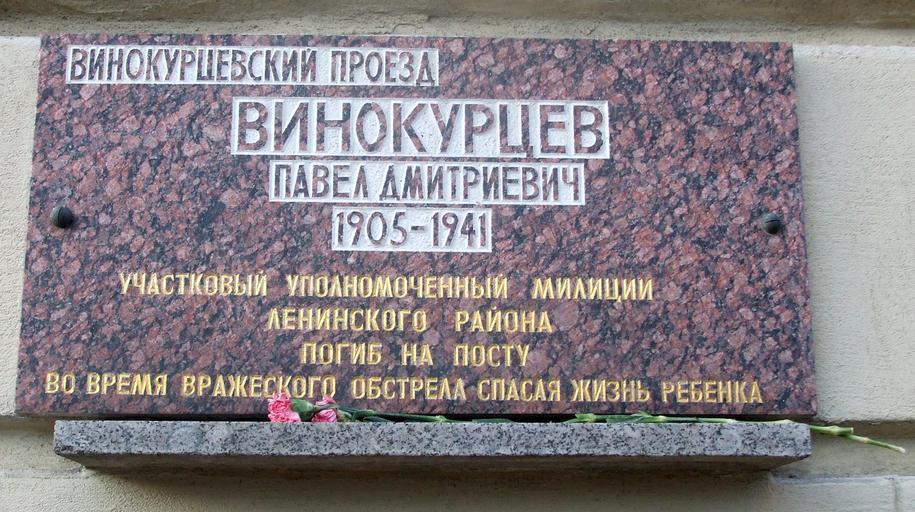 ВИНОКУРЦЕВСКИЙ ПРОЕЗД
ВИНОКУРЦЕВ
ПАВЕЛ ДМИТРИЕВИЧ
1905-1941
УЧАСТКОВЫЙ УПОЛНОМОЧЕННЫЙ МИЛИЦИИ
ЛЕНИНСКОГО РАЙОНА
ПОГИБ НА ПОСТУ
ВО ВРЕМЯ ВРАЖЕСКОГО ОБСТРЕЛА СПАСАЯ ЖИЗНЬ РЕБЕНКА